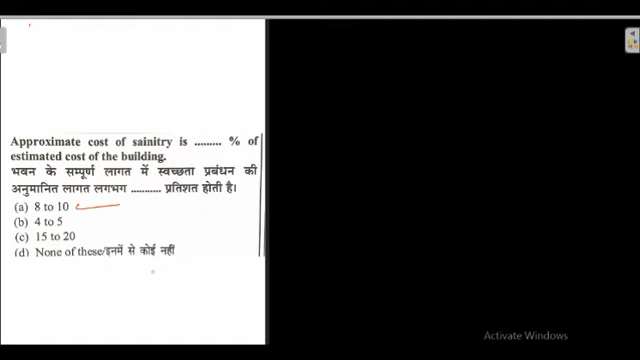 Approximate cost of sainitry is ......... % of
estimated cost of the building.
भवन के सम्पूर्ण लागत में स्वच्छता प्रबंधन की
अनुमानित लागत लगभग ........... प्रतिशत होती है।
(a) 8 to 10
(b) 4 to 5
(c) 15 to 20
(d) None of these/इनमें से कोई नहीं
Activate Windows